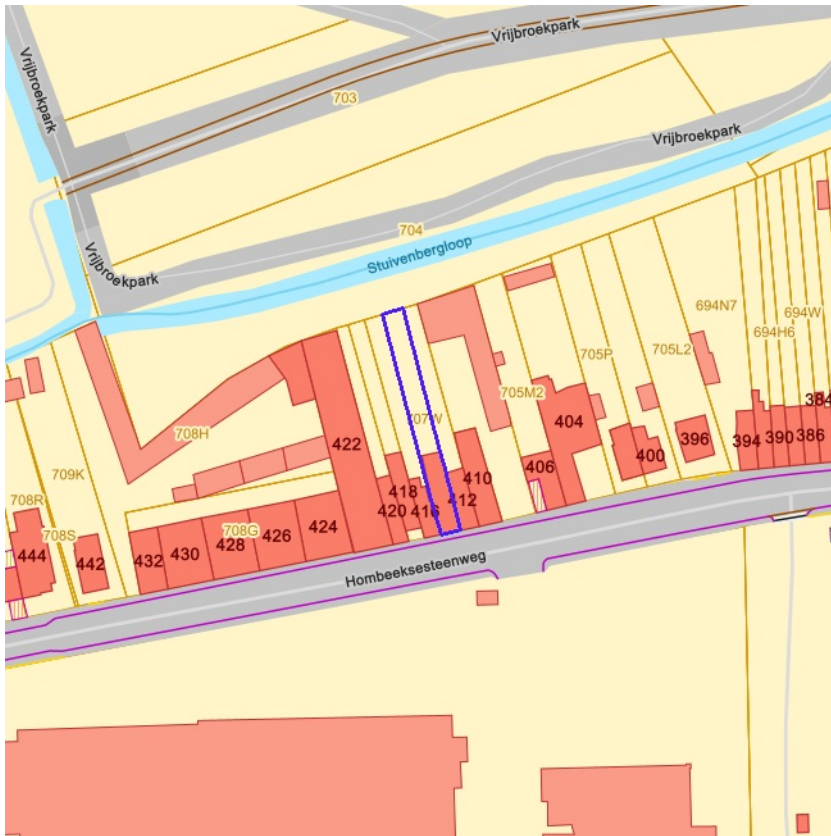 Vrijbroekpark
Vrijbroekpark
703
Vrijbroekpark
704
Stuivenbergloop
Vrijbroekpark
694N7
694W
694H6
705L2
705P
705M2
707W
384
404
422
708H
394
390
386
396
400
410
406
418
412
416
420
709K
708R
708S
708G
424
426
428
430
432
444
442
Hombeeksesteenweg